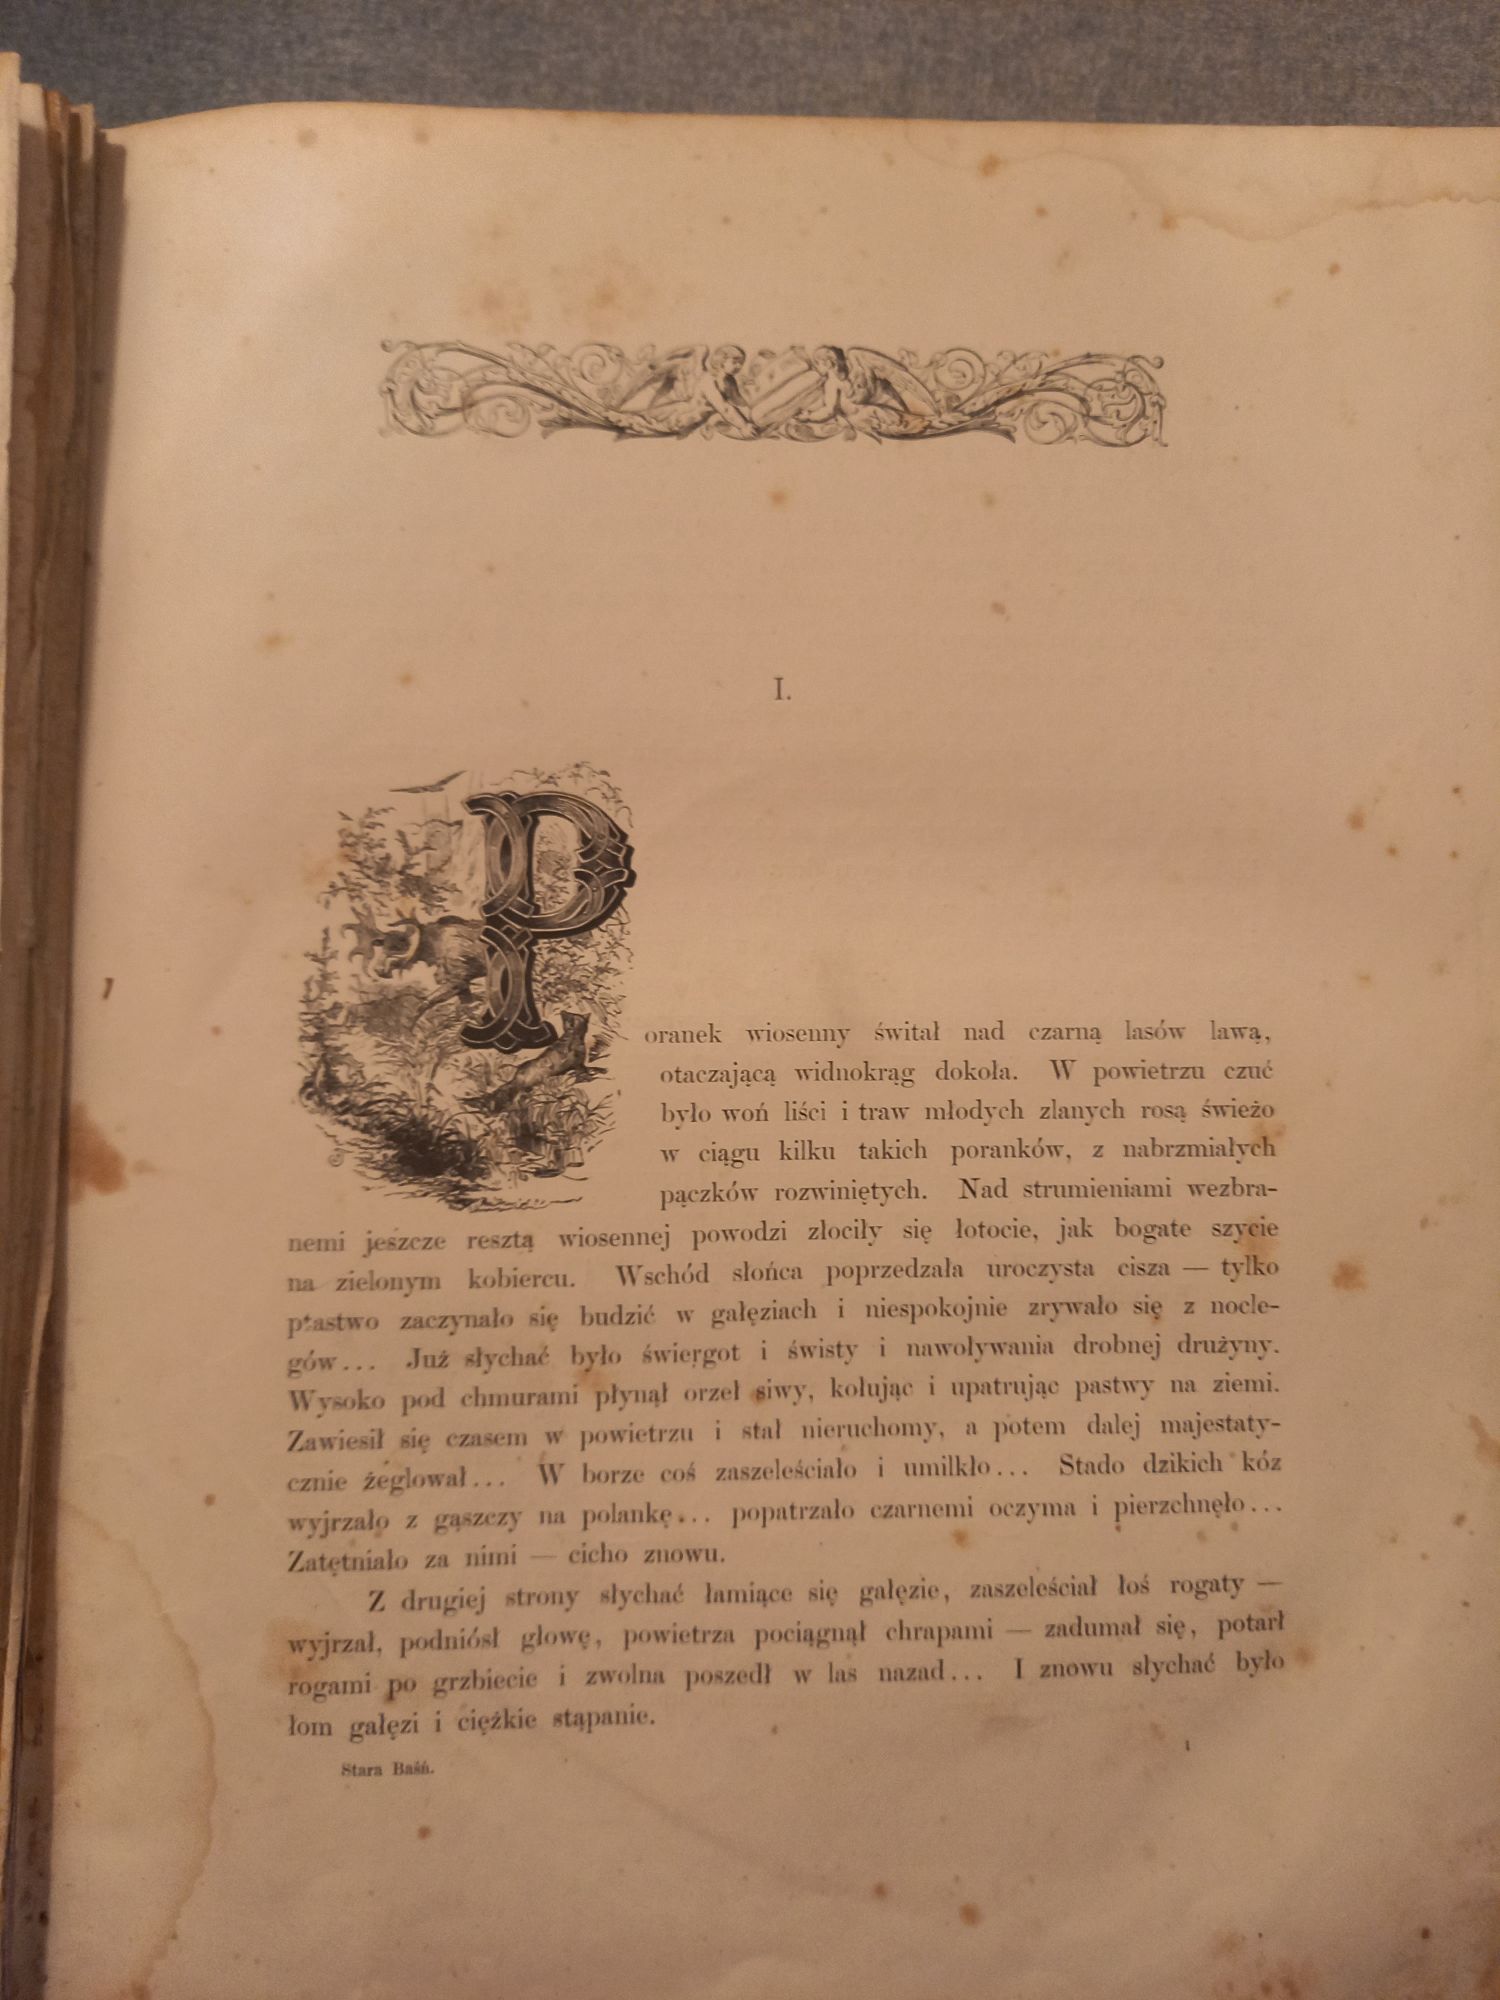 I.
Poranek wiosenny świtał nad czarną lasów lawą,
otaczającą widnokrąg dokoła. W powietrzu czuć
było woń liści i traw młodych zlanych rosą świeżo
w ciągu kilku takich poranków, z nabrzmiałych
pączków rozwiniętych. Nad strumieniami wezbra-
nemi jeszcze resztą wiosennej powodzi złociły się łotocie, jak bogate szycie
na zielonym kobiercu. Wschód słońca poprzedzała uroczysta cisza — tylko
ptastwo zaczynało się budzić w gałęziach i niespokojnie zrywało się z nocle-
gów... Już słychać było świergot i świsty i nawoływania drobnej drużyny.
Wysoko pod chmurami płynął orzeł siwy, kołując i upatrując pastwy na ziemi.
Zawiesił się czasem w powietrzu i stał nieruchomy, a potem dalej majestaty-
cznie żeglował... W borze coś zaszeleściało i umilkło... Stado dzikich kóz
wyjrzało z gąszczy na polankę... popatrzało czarnemi oczyma i pierzchnęło...
Zatętniało za nimi — cicho znowu.
Z drugiej strony słychać łamiące się gałęzie, zaszeleściał łoś rogaty —
wyjrzał, podniósł głowę, powietrza pociągnął chrapami — zadumał się, potarł
rogami po grzbiecie i zwolna poszedł w las nazad... I znowu słychać było
łom gałęzi i ciężkie stąpanie.
Stara Baśń. 1